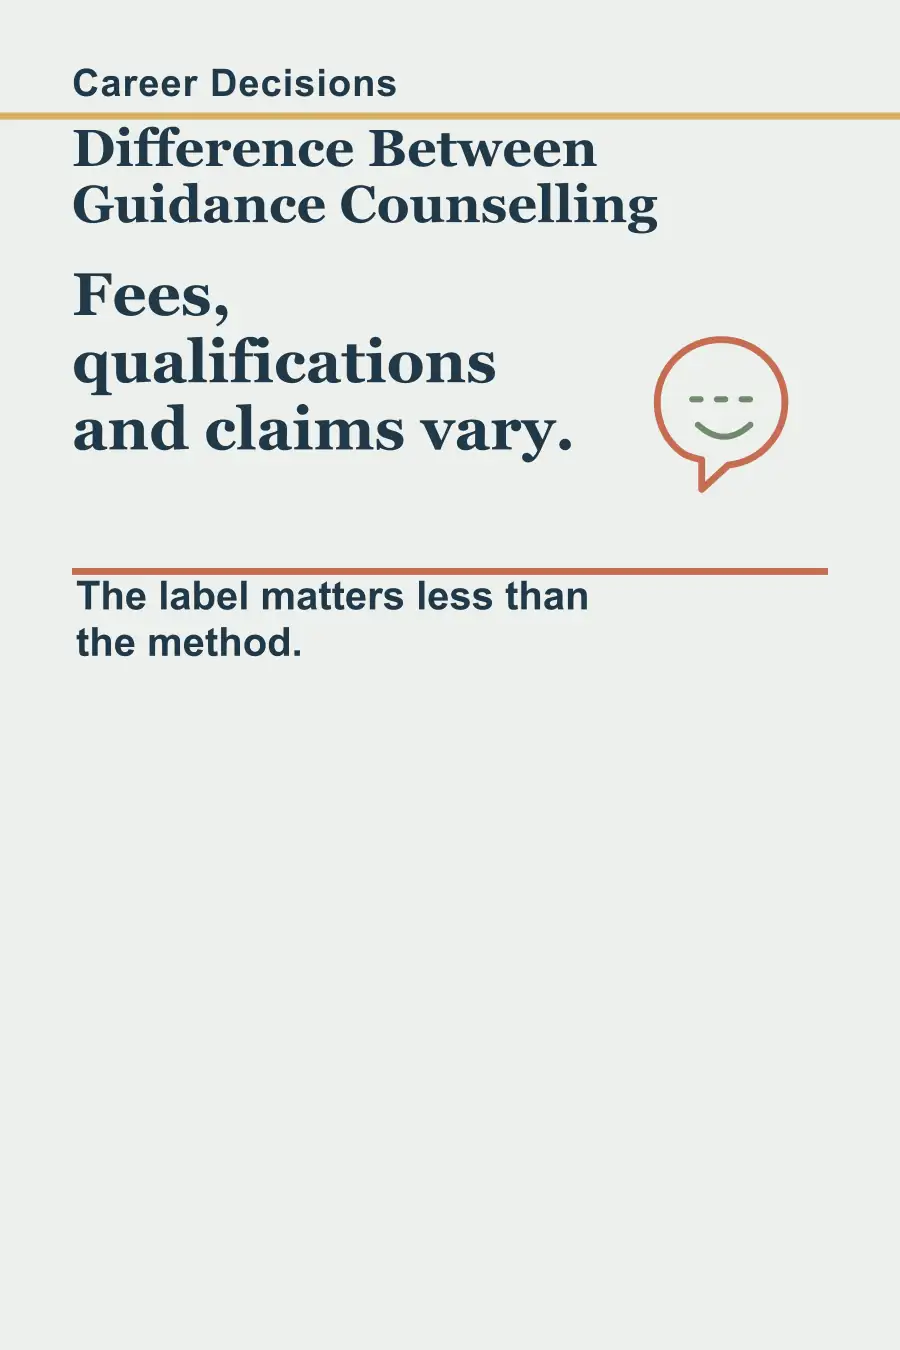 Career Decisions
Difference Between
Guidance Counselling
Fees,
qualifications
and claims vary.
The label matters less than
the method.